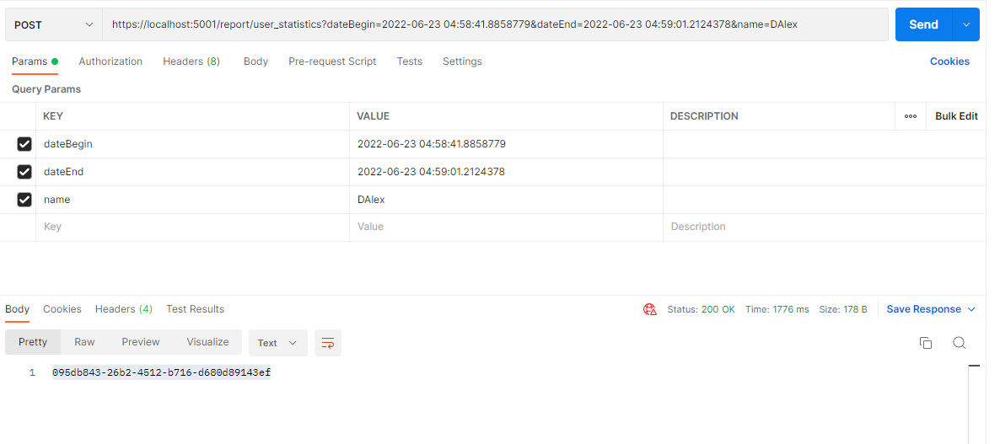 POST https://localhost:5001/report/user_statistics?dateBegin=2022-06-23 04:58:41.8858779&dateEnd=2022-06-23 04:59:01.2124378&name=DAlex Send
Params Authorization Headers (8) Body Pre-request Script Tests Settings Cookies
Query Params
KEY VALUE DESCRIPTION ooo Bulk Edit
dateBegin 2022-06-23 04:58:41.8858779
dateEnd 2022-06-23 04:59:01.2124378
name DAlex
Key Value Description
Body Cookies Headers (4) Test Results Status: 200 OK Time: 1776 ms Size: 178 B Save Response
Pretty Raw Preview Visualize Text
1 095db843-26b2-4512-b716-d680d89143ef